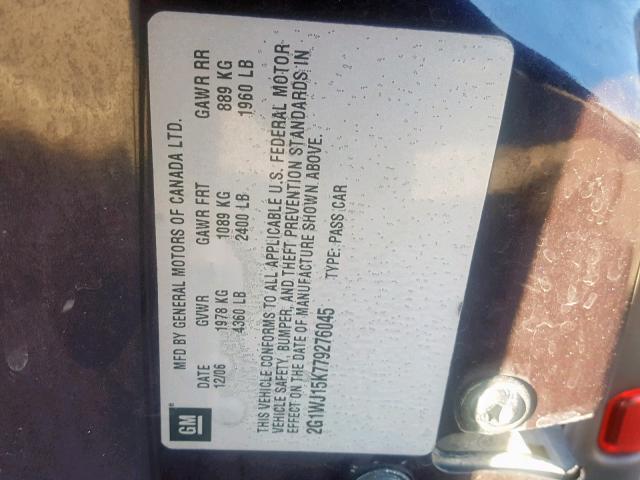 GM
MFD BY GENERAL MOTORS OF CANADA LTD.
DATE GVWR GAWR FRT GAWR RR
12/06 1978 KG 1089 KG 889 KG
4360 LB 2400 LB 1960 LB
THIS VEHICLE CONFORMS TO ALL APPLICABLE U.S. FEDERAL MOTOR
VEHICLE SAFETY, BUMPER, AND THEFT PREVENTION STANDARDS IN
EFFECT ON THE DATE OF MANUFACTURE SHOWN ABOVE.
2G1WJ15K779276045 TYPE: PASS CAR